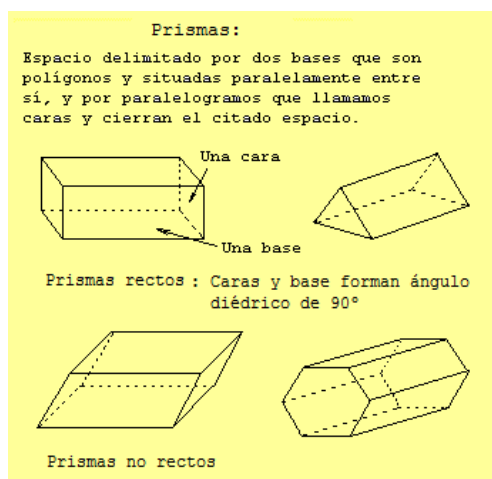 Prismas:
Espacio delimitado por dos bases que son
polígonos y situadas paralelamente entre
sí, y por paralelogramos que llamamos
caras y cierran el citado espacio.
Una cara
Una base
Prismas rectos : Caras y base forman ángulo
diédrico de 90º
Prismas no rectos